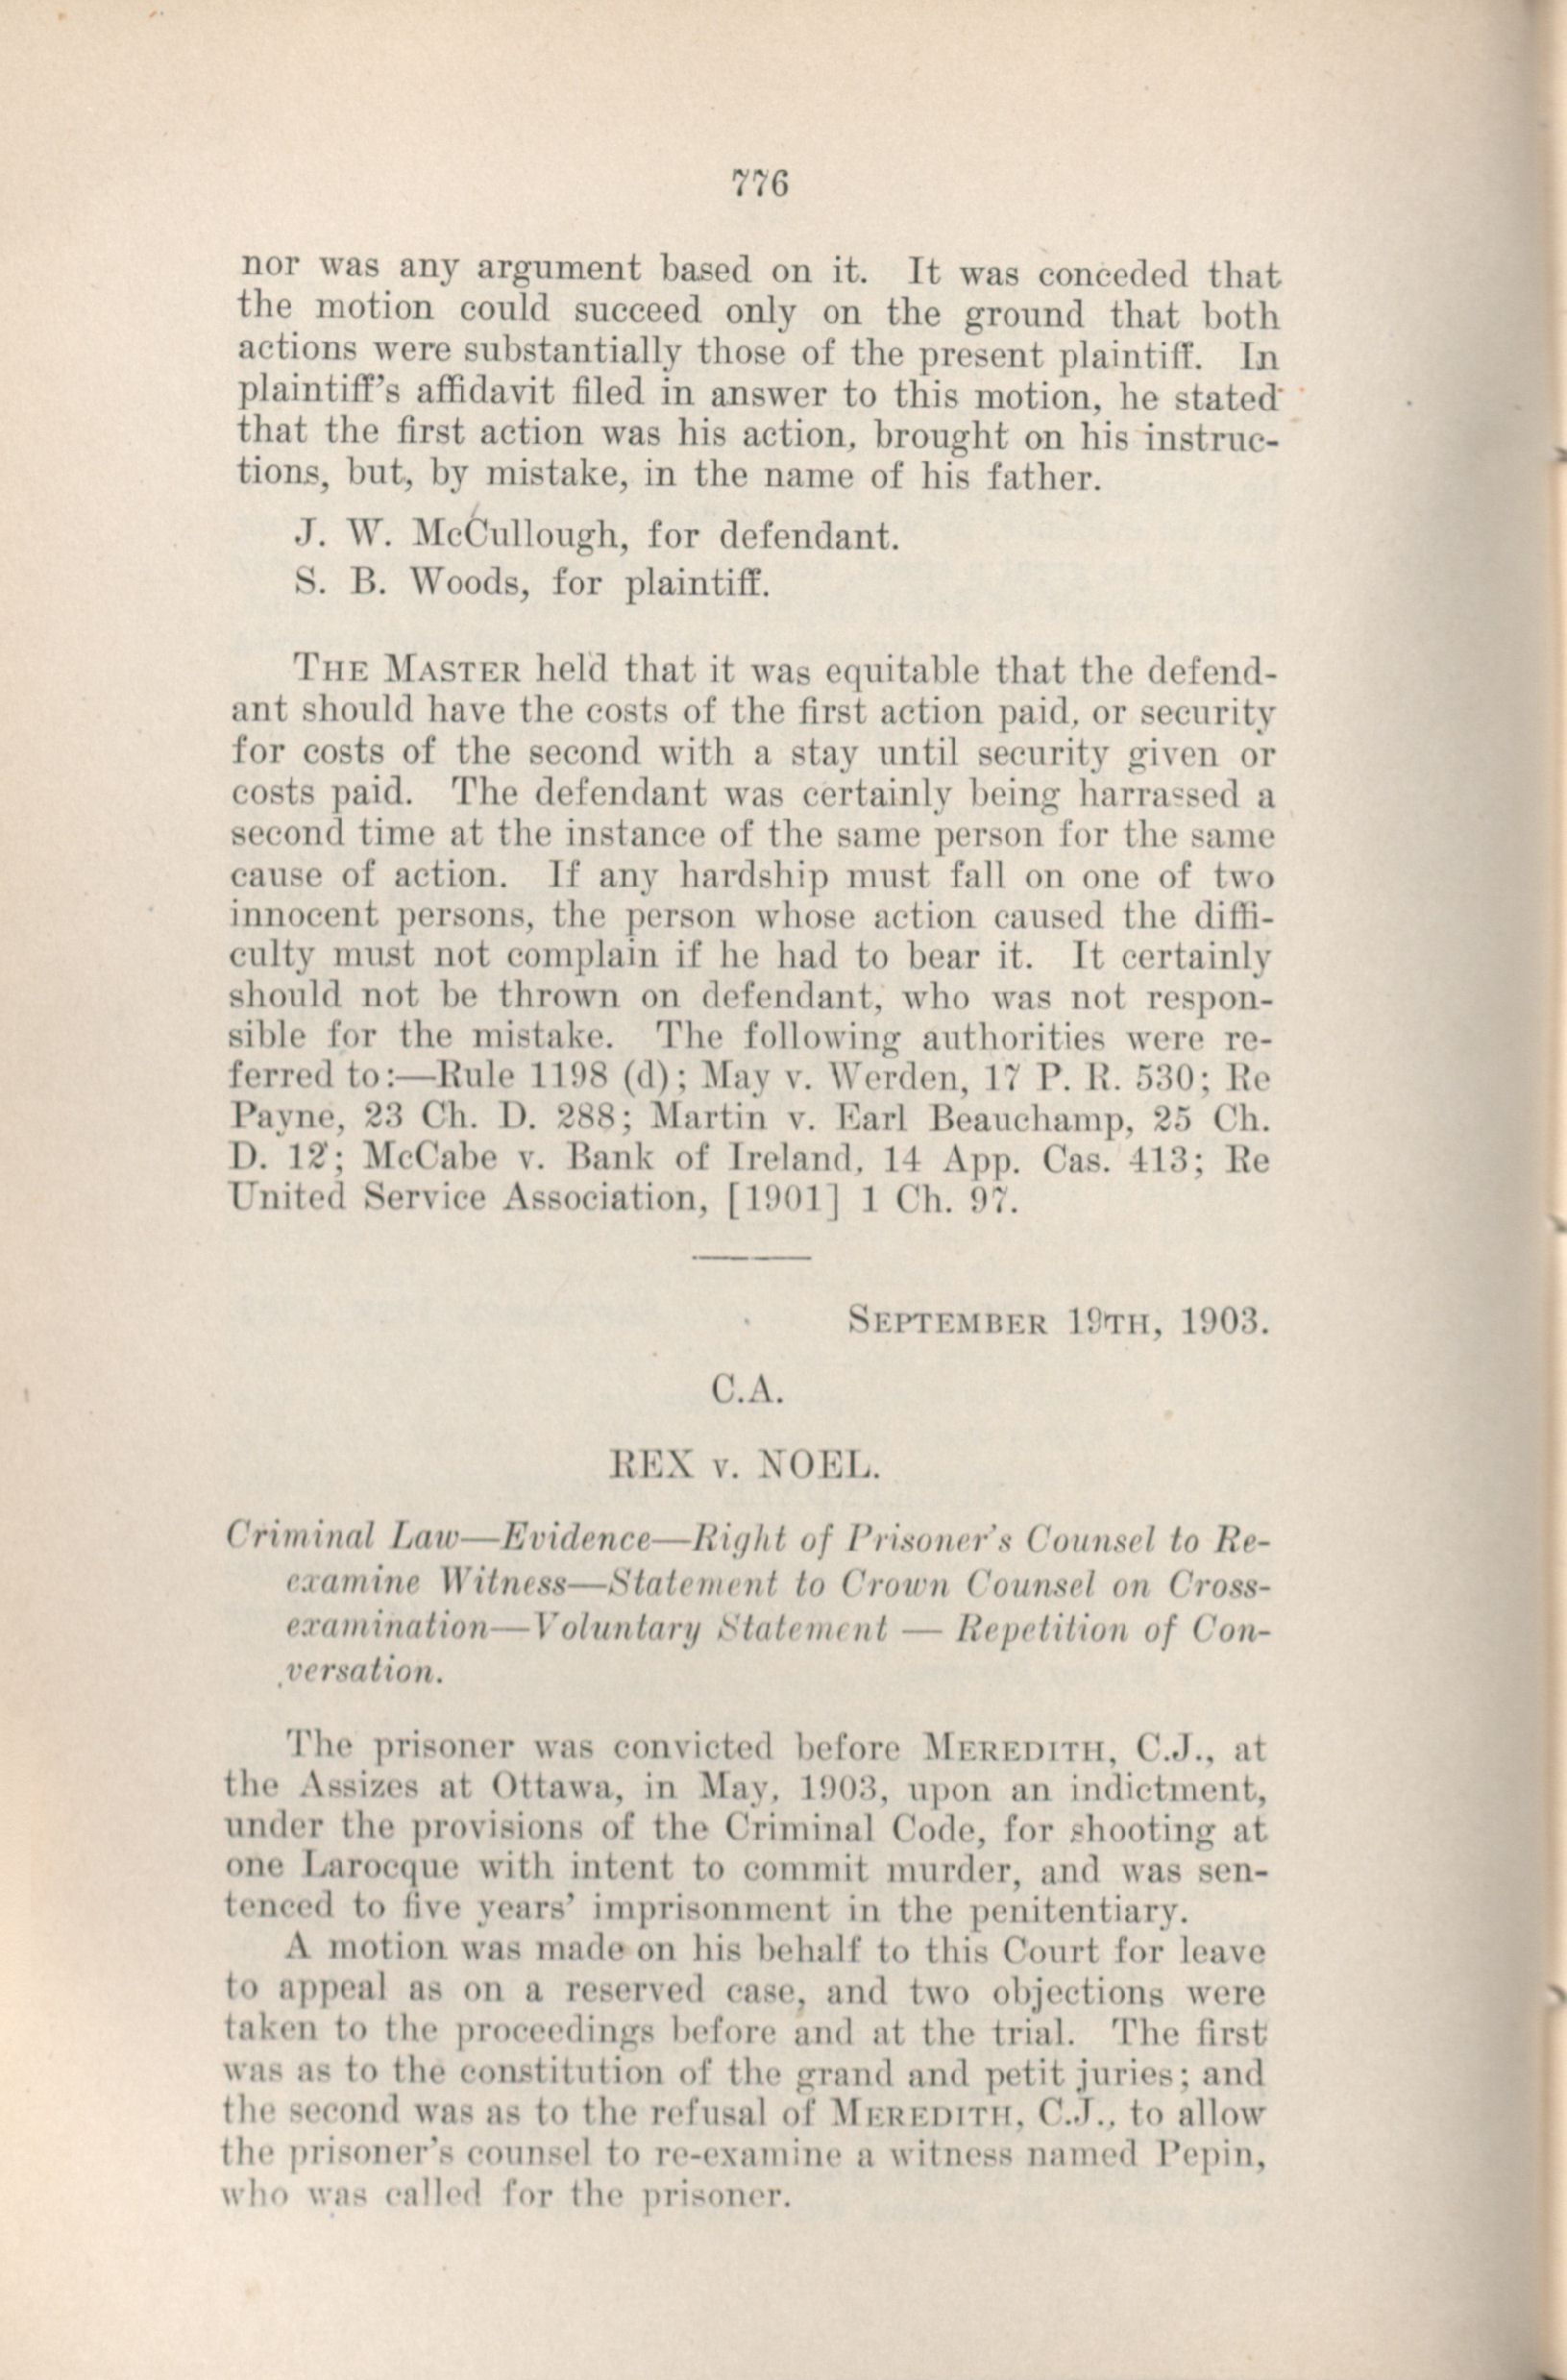 776
nor was any argument based on it. It was conceded that
the motion could succeed only on the ground that both
actions were substantially those of the present plaintiff. In
plaintiff's affidavit filed in answer to this motion, he stated
that the first action was his action, brought on his instruc-
tions, but, by mistake, in the name of his father.
J. W. McCullough, for defendant.
S. B. Woods, for plaintiff.
THE MASTER held that it was equitable that the defend-
ant should have the costs of the first action paid, or security
for costs of the second with a stay until security given or
costs paid. The defendant was certainly being harrassed a
second time at the instance of the same person for the same
cause of action. If any hardship must fall on one of two
innocent persons, the person whose action caused the diffi-
culty must not complain if he had to bear it. It certainly
should not be thrown on defendant, who was not respon-
sible for the mistake. The following authorities were re-
ferred to:—Rule 1198 (d); May v. Werden, 17 P. R. 530; Re
Payne, 23 Ch. D. 288; Martin v. Earl Beauchamp, 25 Ch.
D. 12; McCabe v. Bank of Ireland, 14 App. Cas. 413; Re
United Service Association, [1901] 1 Ch. 97.
SEPTEMBER 19TH, 1903.
C.A.
REX v. NOEL.
Criminal Law—Evidence—Right of Prisoner's Counsel to Re-
examine Witness—Statement to Crown Counsel on Cross-
examination—Voluntary Statement — Repetition of Con-
versation.
The prisoner was convicted before MEREDITH, C.J., at
the Assizes at Ottawa, in May, 1903, upon an indictment,
under the provisions of the Criminal Code, for shooting at
one Larocque with intent to commit murder, and was sen-
tenced to five years' imprisonment in the penitentiary.
A motion was made on his behalf to this Court for leave
to appeal as on a reserved case, and two objections were
taken to the proceedings before and at the trial. The first
was as to the constitution of the grand and petit juries; and
the second was as to the refusal of MEREDITH, C.J., to allow
the prisoner's counsel to re-examine a witness named Pepin,
who was called for the prisoner.